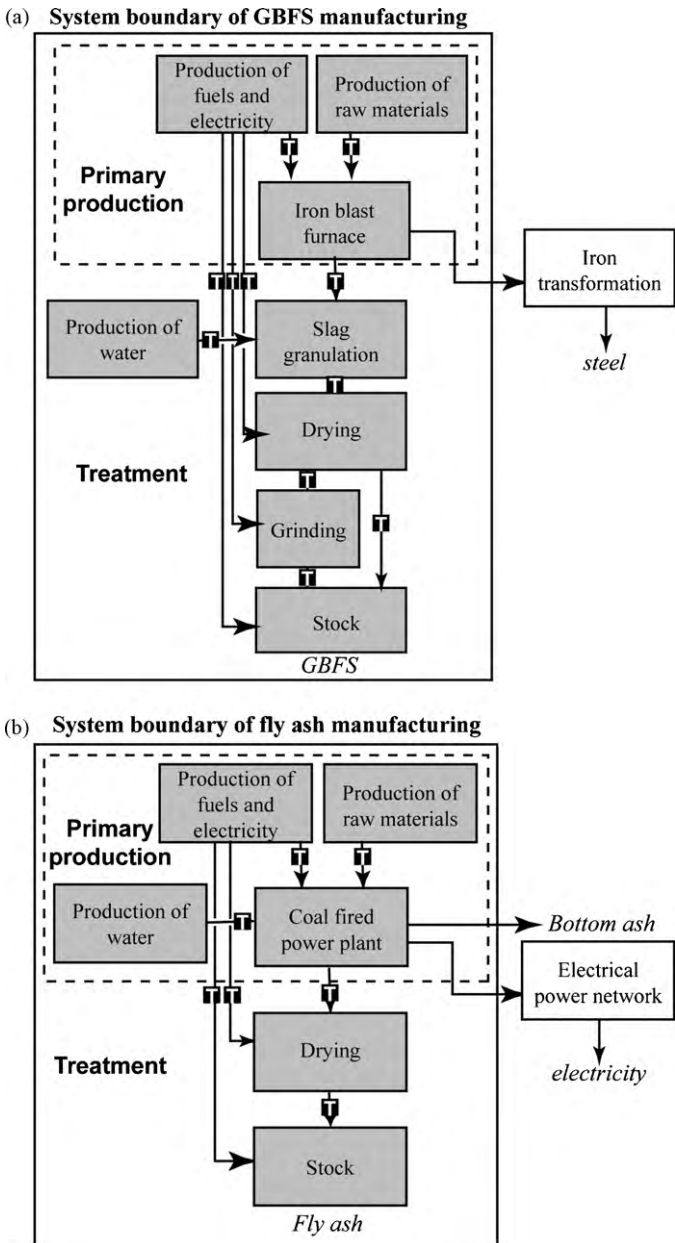 (a) System boundary of GBFS manufacturing
Production of
fuels and
electricity
Production of
raw materials
T
T
Primary
production
Iron blast
furnace
Iron
transformation
steel
T
T
T
T
Production of
water
T
Slag
granulation
T
Drying
Treatment
T
T
Grinding
T
Stock
GBFS
(b) System boundary of fly ash manufacturing
Production of
fuels and
electricity
Production of
raw materials
Primary
production
T
T
Production of
water
T
Coal fired
power plant
Bottom ash
Electrical
power network
electricity
T
T
T
Drying
Treatment
T
Stock
Fly ash